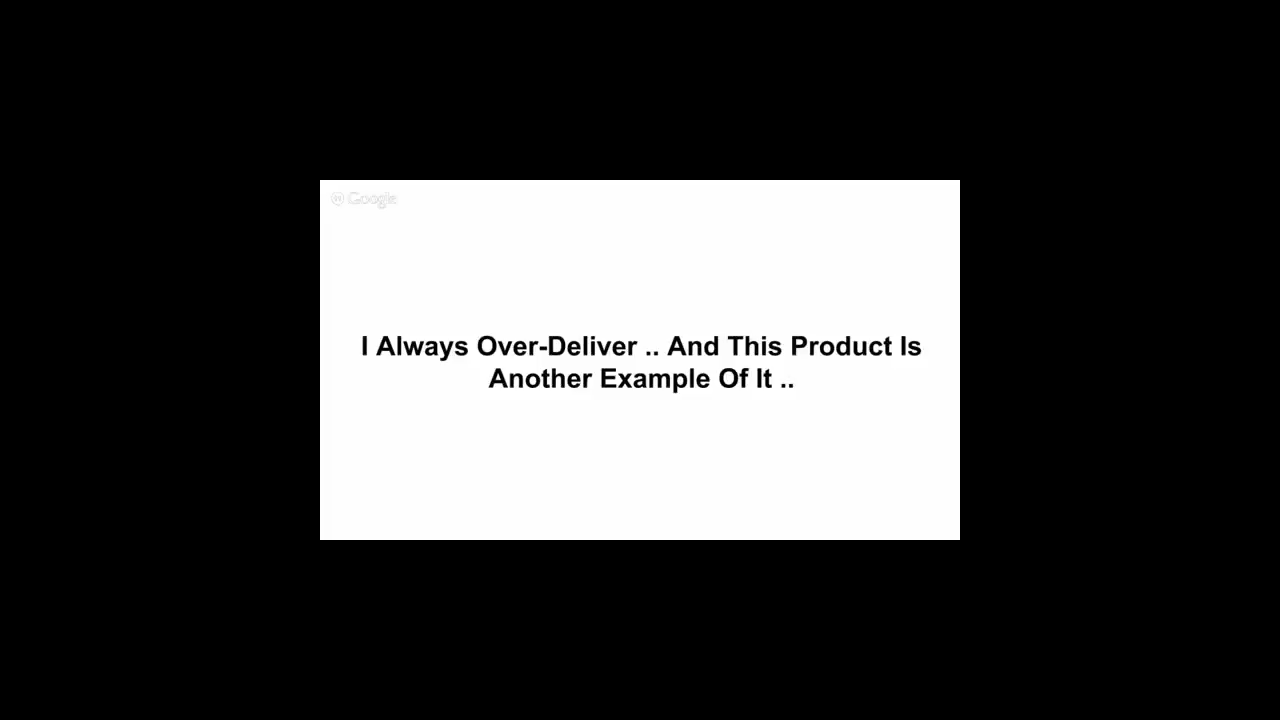 Google
I Always Over-Deliver .. And This Product Is
Another Example Of It ..